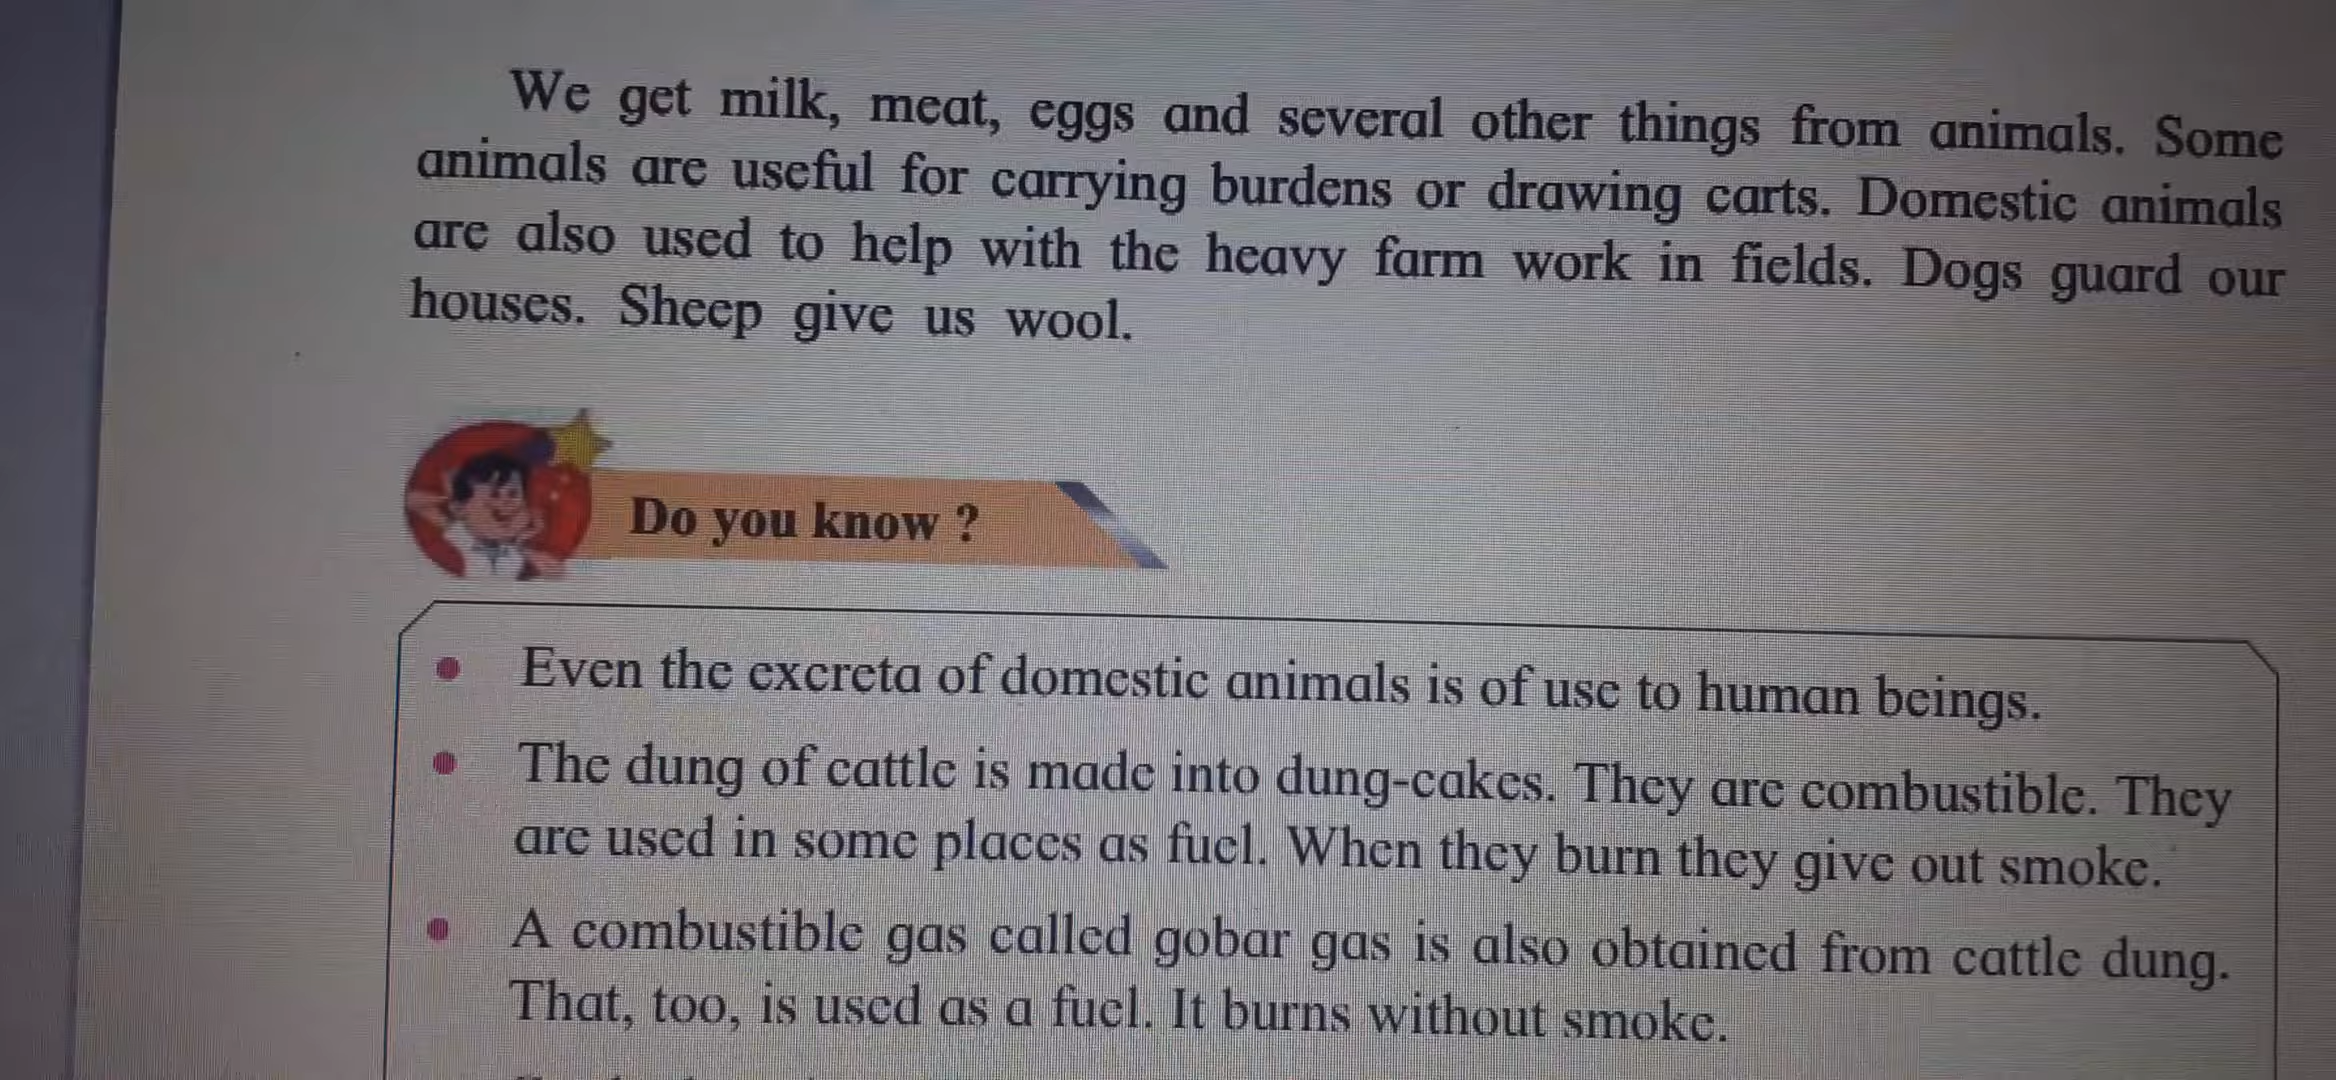 We get milk, meat, eggs and several other things from animals. Some
animals are useful for carrying burdens or drawing carts. Domestic animals
are also used to help with the heavy farm work in fields. Dogs guard our
houses. Sheep give us wool.
Do you know ?
• Even the excreta of domestic animals is of use to human beings.
• The dung of cattle is made into dung-cakes. They are combustible. They
are used in some places as fuel. When they burn they give out smoke.
• A combustible gas called gobar gas is also obtained from cattle dung.
That, too, is used as a fuel. It burns without smoke.